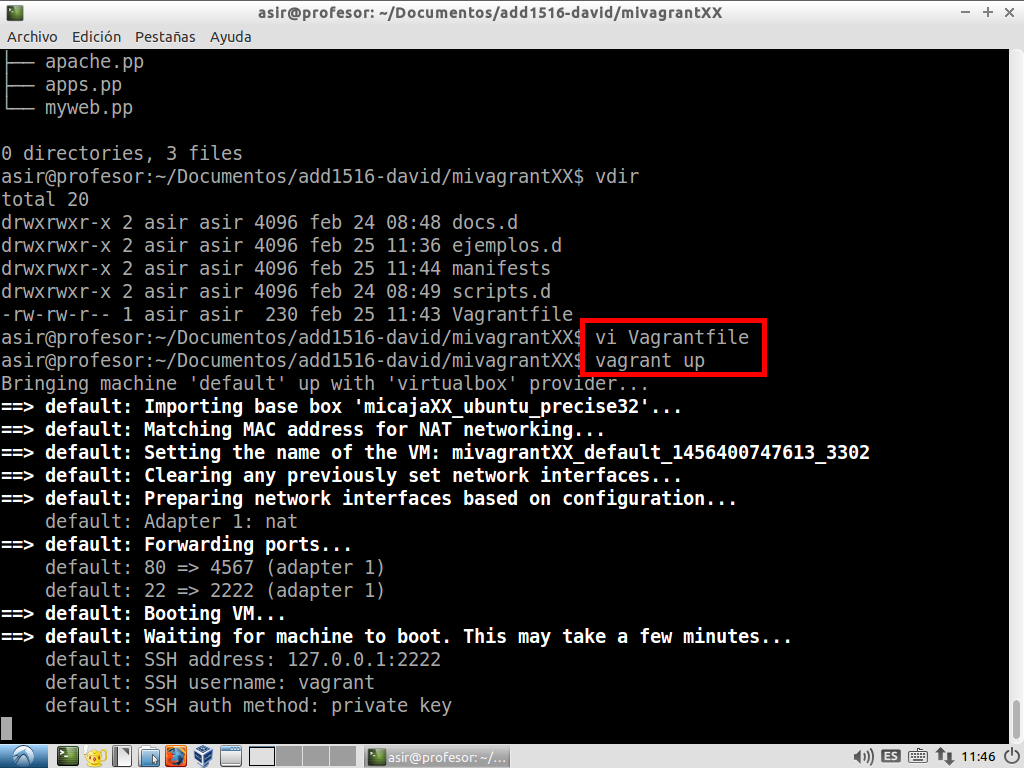 asir@profesor: ~/Documentos/add1516-david/mivagrantXX
Archivo Edición Pestañas Ayuda
├── apache.pp
├── apps.pp
└── myweb.pp
0 directories, 3 files
asir@profesor:~/Documentos/add1516-david/mivagrantXX$ vdir
total 20
drwxrwxr-x 2 asir asir 4096 feb 24 08:48 docs.d
drwxrwxr-x 2 asir asir 4096 feb 25 11:36 ejemplos.d
drwxrwxr-x 2 asir asir 4096 feb 25 11:44 manifests
drwxrwxr-x 2 asir asir 4096 feb 24 08:49 scripts.d
-rw-rw-r-- 1 asir asir  230 feb 25 11:43 Vagrantfile
asir@profesor:~/Documentos/add1516-david/mivagrantXX$ vi Vagrantfile
asir@profesor:~/Documentos/add1516-david/mivagrantXX$ vagrant up
Bringing machine 'default' up with 'virtualbox' provider...
==> default: Importing base box 'micajaXX_ubuntu_precise32'...
==> default: Matching MAC address for NAT networking...
==> default: Setting the name of the VM: mivagrantXX_default_1456400747613_3302
==> default: Clearing any previously set network interfaces...
==> default: Preparing network interfaces based on configuration...
    default: Adapter 1: nat
==> default: Forwarding ports...
    default: 80 => 4567 (adapter 1)
    default: 22 => 2222 (adapter 1)
==> default: Booting VM...
==> default: Waiting for machine to boot. This may take a few minutes...
    default: SSH address: 127.0.0.1:2222
    default: SSH username: vagrant
    default: SSH auth method: private key
asir@profesor: ~/... ES 11:46